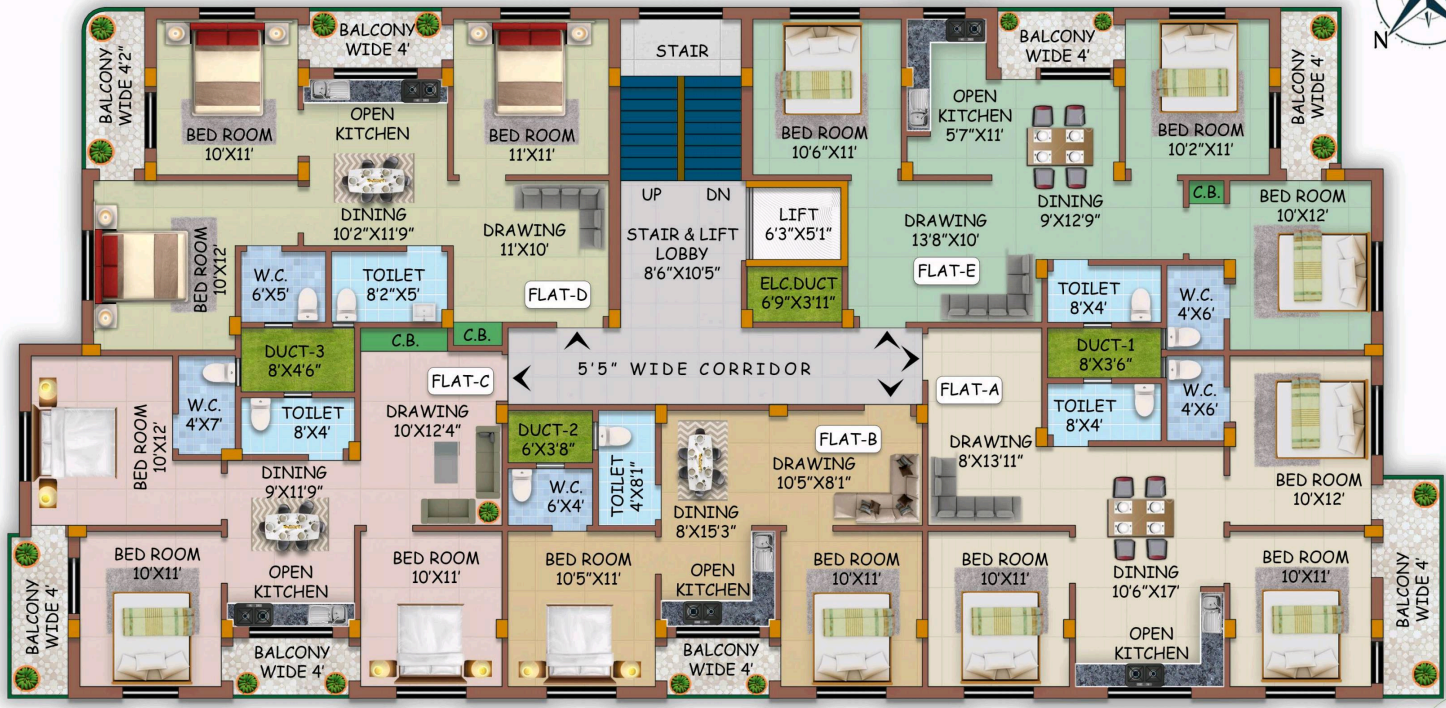 N
BALCONY
WIDE 4'2"
BED ROOM
10'X11'
BALCONY
WIDE 4'
OPEN
KITCHEN
DINING
10'2"X11'9"
BED ROOM
11'X11'
DRAWING
11'X10'
FLAT-D
BED ROOM
10'X12'
W.C.
6'X5'
TOILET
8'2"X5'
C.B.
STAIR
UP DN
STAIR & LIFT
LOBBY
8'6"X10'5"
LIFT
6'3"X5'1"
ELC.DUCT
6'9"X3'11"
BED ROOM
10'6"X11'
OPEN
KITCHEN
5'7"X11'
BALCONY
WIDE 4'
DINING
9'X12'9"
BED ROOM
10'2"X11'
BALCONY
WIDE 4'
C.B.
BED ROOM
10'X12'
DRAWING
13'8"X10'
FLAT-E
TOILET
8'X4'
W.C.
4'X6'
DUCT-1
8'X3'6"
5'5" WIDE CORRIDOR
DUCT-3
8'X4'6"
C.B.
FLAT-C
BED ROOM
10'X12'
W.C.
4'X7'
TOILET
8'X4'
DRAWING
10'X12'4"
DINING
9'X11'9"
BALCONY
WIDE 4'
BED ROOM
10'X11'
OPEN
KITCHEN
BALCONY
WIDE 4'
BED ROOM
10'X11'
DUCT-2
6'X3'8"
W.C.
6'X4'
TOILET
4'X8'1"
FLAT-B
DRAWING
10'5"X8'1"
DINING
8'X15'3"
BED ROOM
10'5"X11'
OPEN
KITCHEN
BALCONY
WIDE 4'
BED ROOM
10'X11'
FLAT-A
DRAWING
8'X13'11"
TOILET
8'X4'
W.C.
4'X6'
BED ROOM
10'X12'
BED ROOM
10'X11'
DINING
10'6"X17'
OPEN
KITCHEN
BED ROOM
10'X11'
BALCONY
WIDE 4'